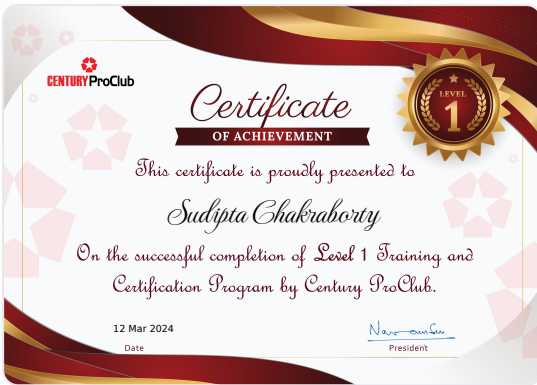 CENTURY ProClub
LEVEL
1
Certificate
OF ACHIEVEMENT
This certificate is proudly presented to
Sudipta Chakraborty
On the successful completion of Level 1 Training and
Certification Program by Century ProClub.
12 Mar 2024
Date
President